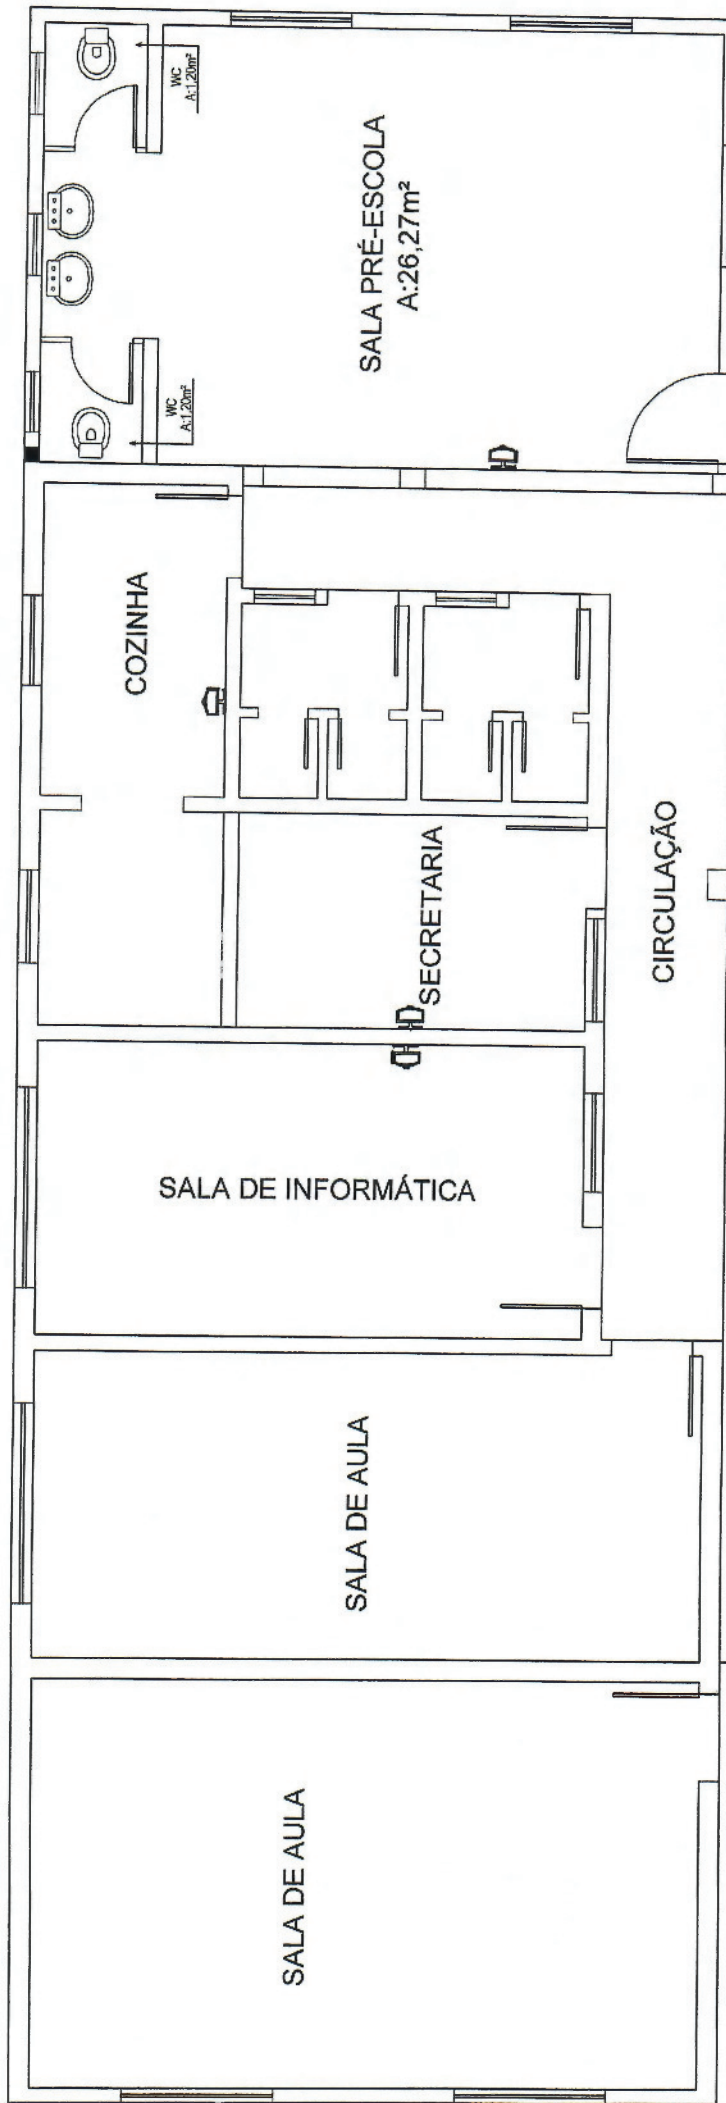 WC
A:1,20m²
WC
A:1,20m²
SALA PRÉ-ESCOLA
A:26,27m²
COZINHA
SECRETARIA
CIRCULAÇÃO
SALA DE INFORMÁTICA
SALA DE AULA
SALA DE AULA